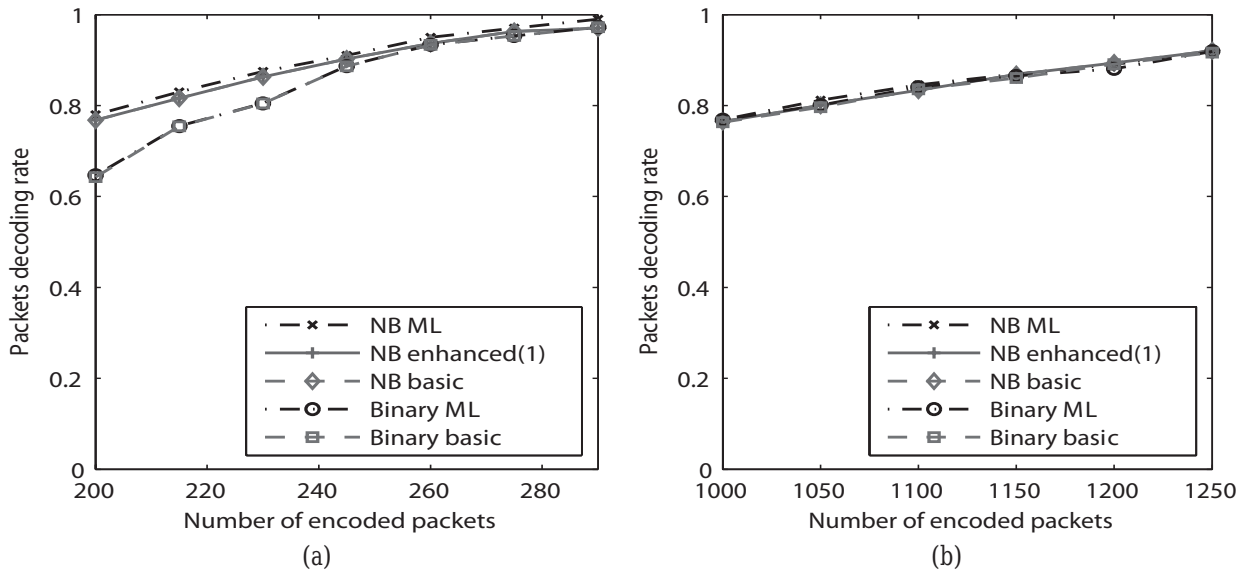 1
0.8
0.6
0.4
0.2
0
Packets decoding rate
NB ML
NB enhanced(1)
NB basic
Binary ML
Binary basic
200 220 240 260 280
Number of encoded packets
(a)
1
0.8
0.6
0.4
0.2
0
Packets decoding rate
NB ML
NB enhanced(1)
NB basic
Binary ML
Binary basic
1000 1050 1100 1150 1200 1250
Number of encoded packets
(b)